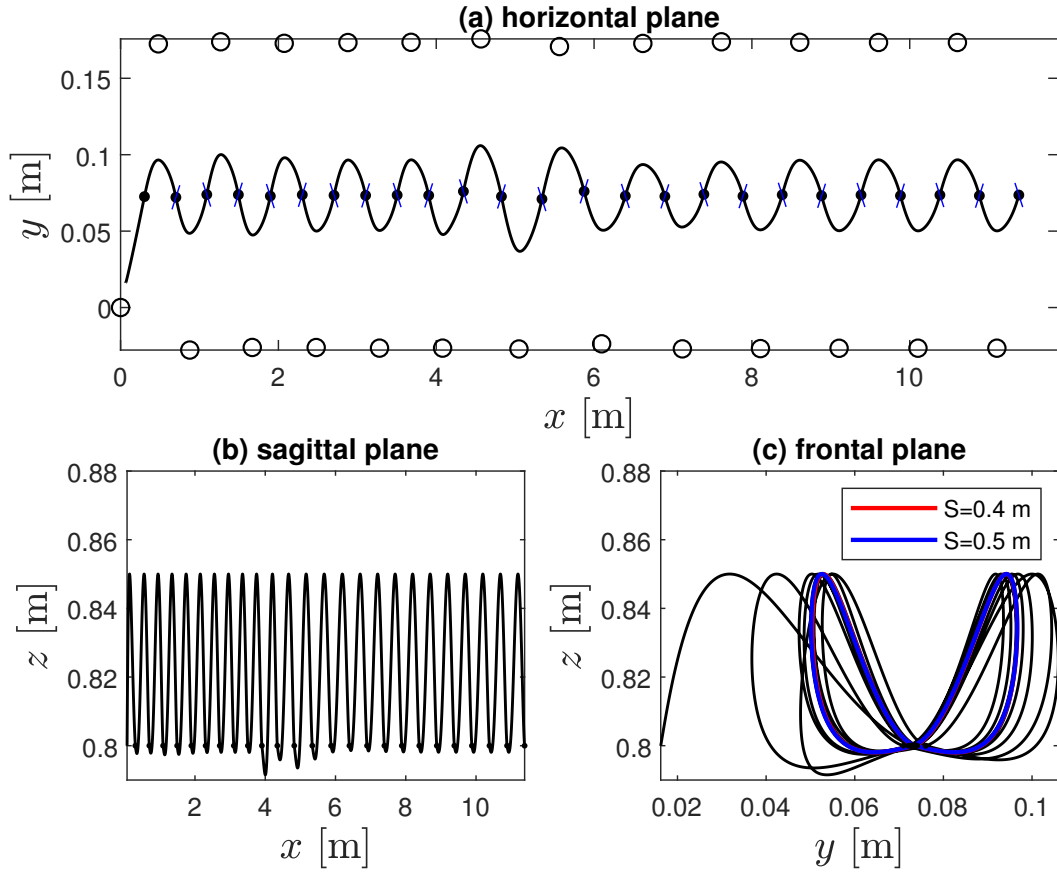 (a) horizontal plane
0.15
0.1
0.05
0
y [m]
0 2 4 6 8 10
x [m]
(b) sagittal plane
0.88
0.86
0.84
0.82
0.8
z [m]
2 4 6 8 10
x [m]
(c) frontal plane
0.88
0.86
0.84
0.82
0.8
z [m]
S=0.4 m
S=0.5 m
0.02 0.04 0.06 0.08 0.1
y [m]